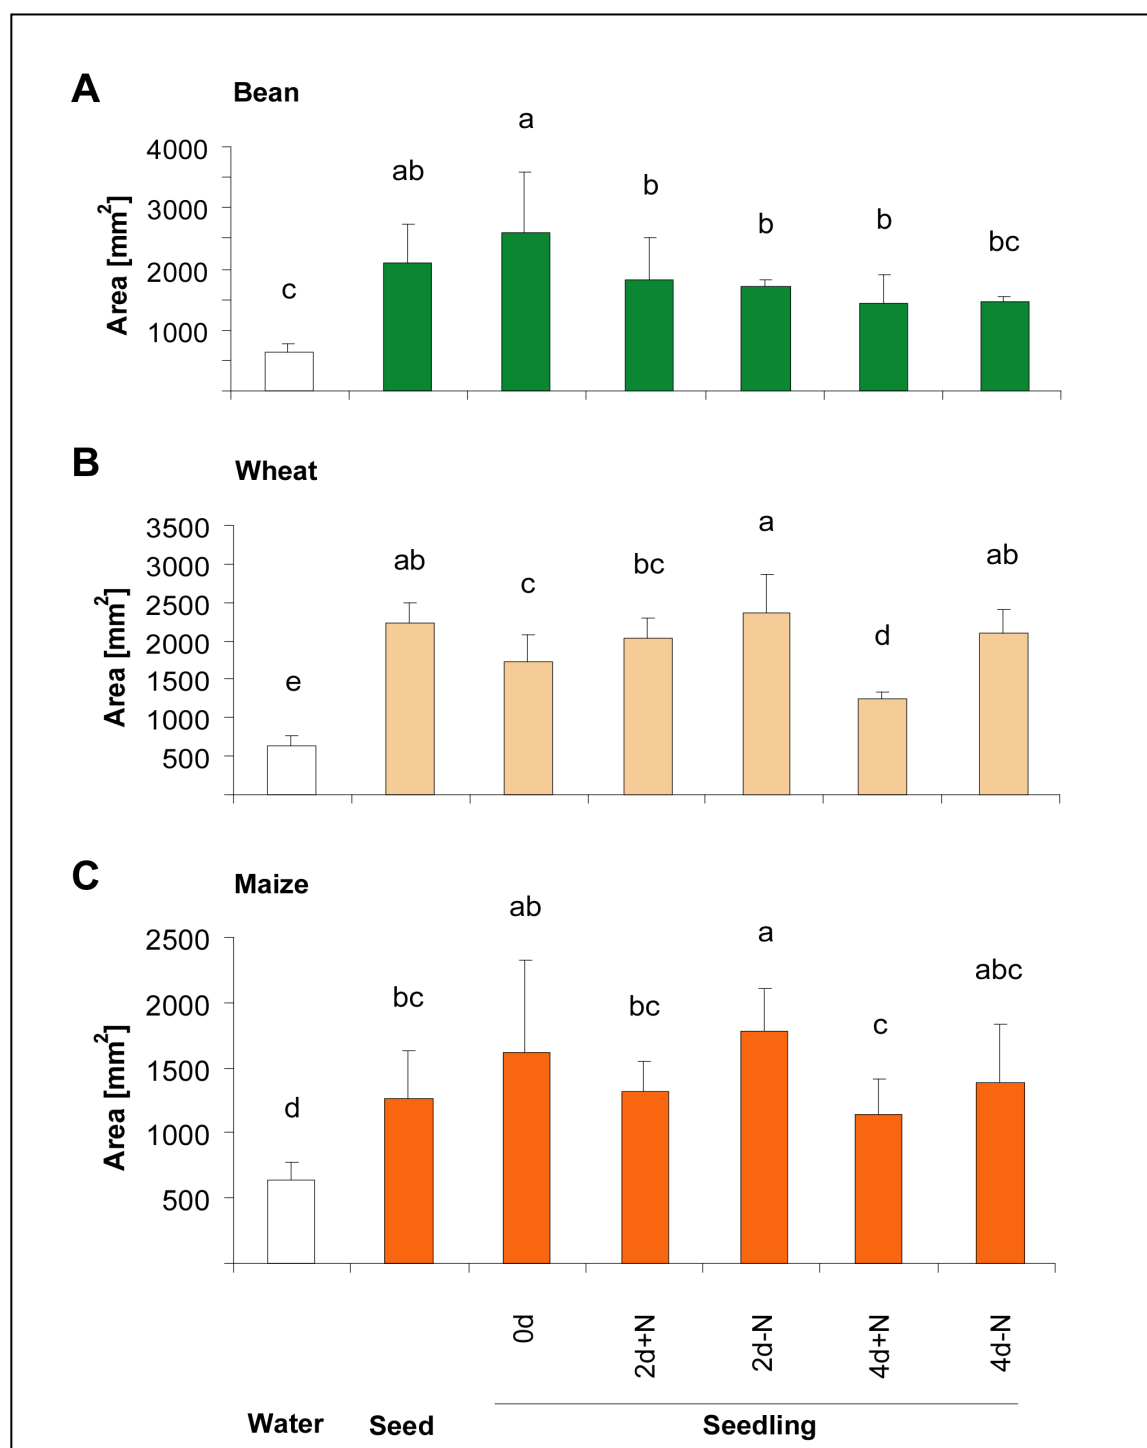 A
Bean
Area [mm²]
4000
3000
2000
1000
c
ab
a
b
b
b
bc
B
Wheat
Area [mm²]
3500
3000
2500
2000
1500
1000
500
e
ab
c
bc
a
d
ab
C
Maize
Area [mm²]
2500
2000
1500
1000
500
d
bc
ab
bc
a
c
abc
0d
2d+N
2d-N
4d+N
4d-N
Water
Seed
Seedling